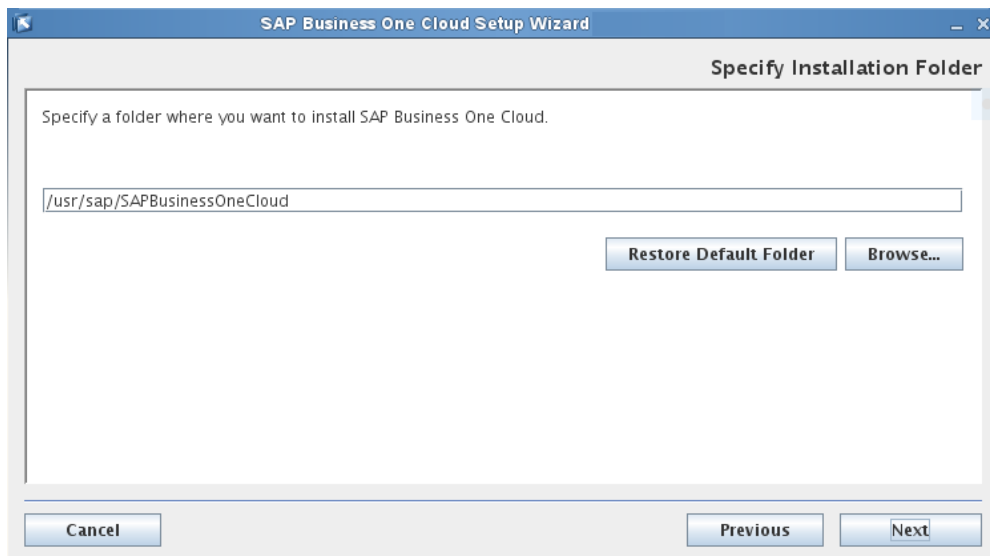 SAP Business One Cloud Setup Wizard
Specify Installation Folder
Specify a folder where you want to install SAP Business One Cloud.
/usr/sap/SAPBusinessOneCloud
Restore Default Folder Browse...
Cancel Previous Next